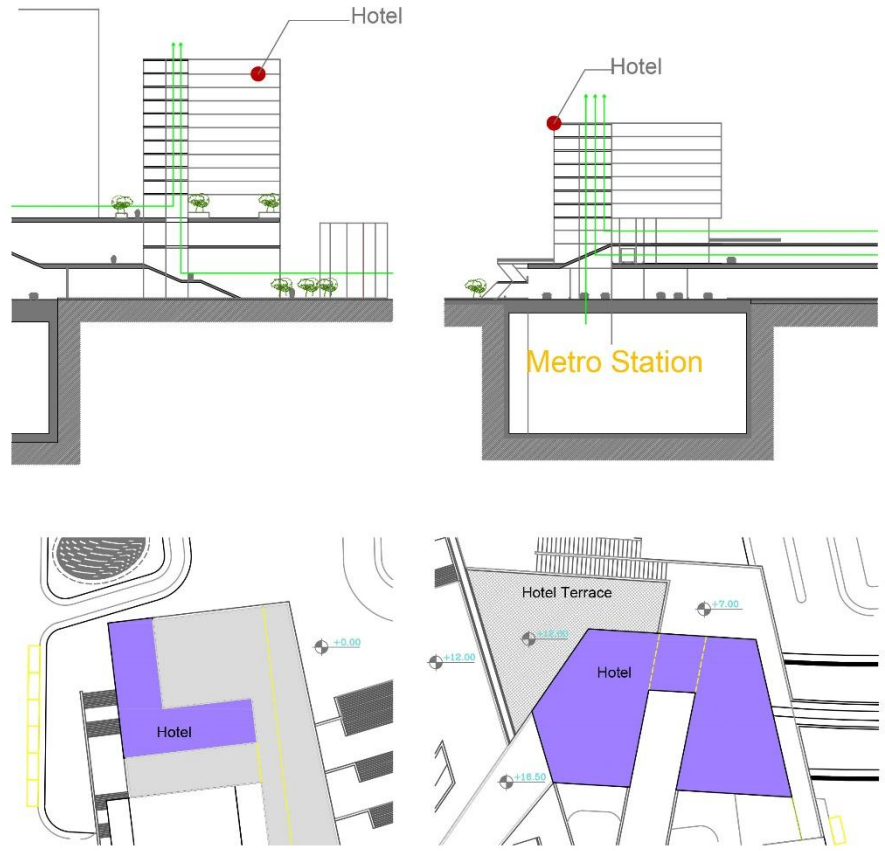 Hotel
Hotel
Metro Station
Hotel
+0.00
Hotel Terrace
+7.00
+12.00
+12.00
Hotel
+16.50